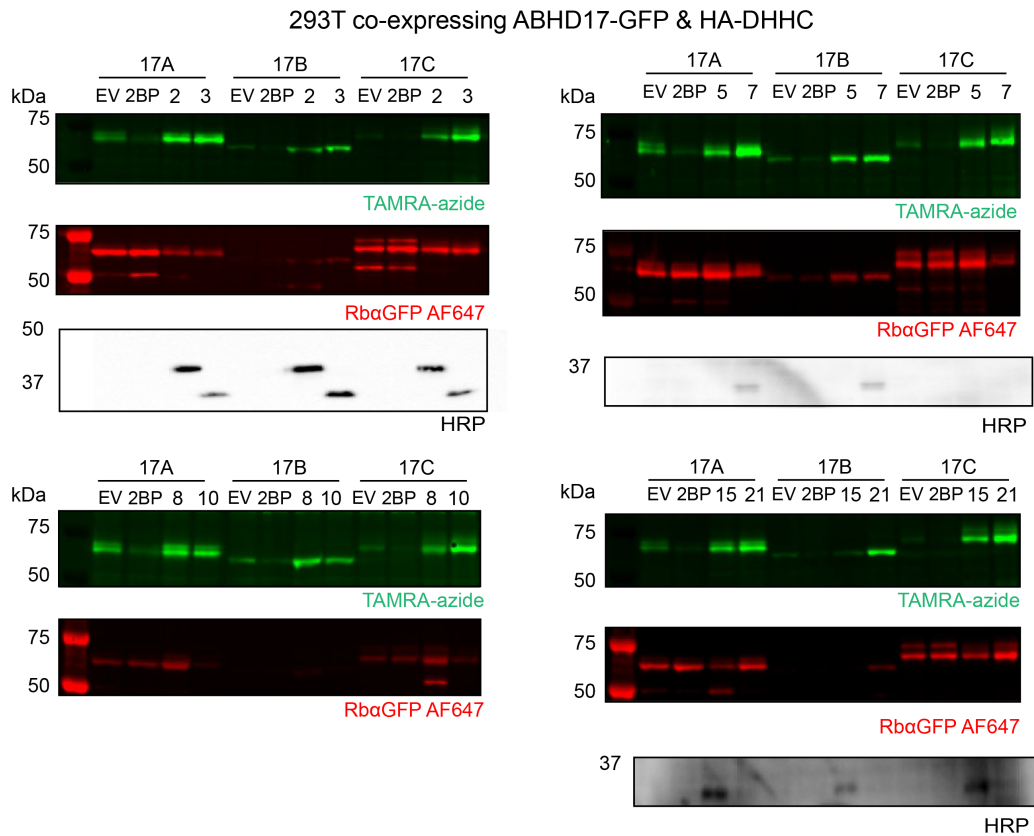 293T co-expressing ABHD17-GFP & HA-DHHC
17A 17B 17C
kDa EV 2BP 2 3 EV 2BP 2 3 EV 2BP 2 3
75
50
TAMRA-azide
75
50
RbαGFP AF647
50
37
HRP
17A 17B 17C
kDa EV 2BP 5 7 EV 2BP 5 7 EV 2BP 5 7
75
50
TAMRA-azide
75
50
RbαGFP AF647
37
HRP
17A 17B 17C
kDa EV 2BP 8 10 EV 2BP 8 10 EV 2BP 8 10
75
50
TAMRA-azide
75
50
RbαGFP AF647
17A 17B 17C
kDa EV 2BP 15 21 EV 2BP 15 21 EV 2BP 15 21
75
50
TAMRA-azide
75
50
RbαGFP AF647
37
HRP